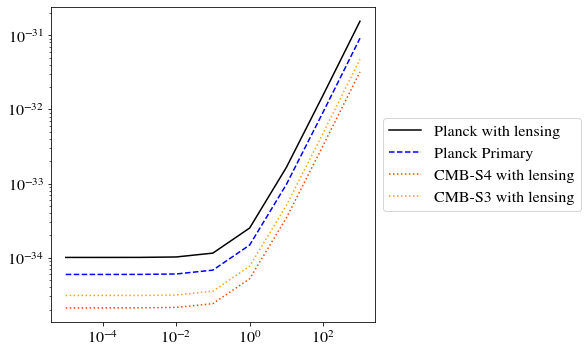 10⁻³¹
10⁻³²
10⁻³³
10⁻³⁴
10⁻⁴
10⁻²
10⁰
10²
Planck with lensing
Planck Primary
CMB-S4 with lensing
CMB-S3 with lensing